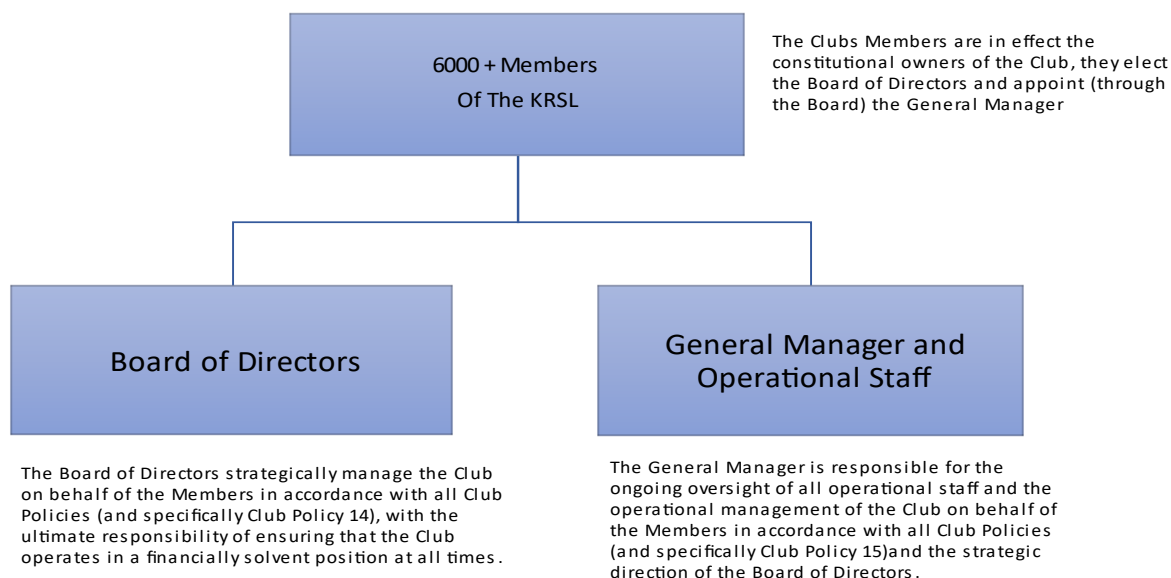 6000 + Members
Of The KRSL
The Clubs Members are in effect the
constitutional owners of the Club, they elect
the Board of Directors and appoint (through
the Board) the General Manager
Board of Directors
General Manager and
Operational Staff
The Board of Directors strategically manage the Club
on behalf of the Members in accordance with all Club
Policies (and specifically Club Policy 14), with the
ultimate responsibility of ensuring that the Club
operates in a financially solvent position at all times.
The General Manager is responsible for the
ongoing oversight of all operational staff and the
operational management of the Club on behalf of
the Members in accordance with all Club Policies
(and specifically Club Policy 15)and the strategic
direction of the Board of Directors.